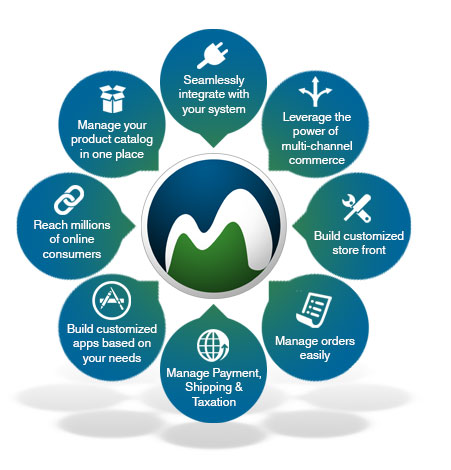 Seamlessly
integrate with
your system
Leverage the
power of
multi-channel
commerce
Build customized
store front
Manage orders
easily
Manage Payment,
Shipping &
Taxation
Build customized
apps based on
your needs
Reach millions
of online
consumers
Manage your
product catalog
in one place